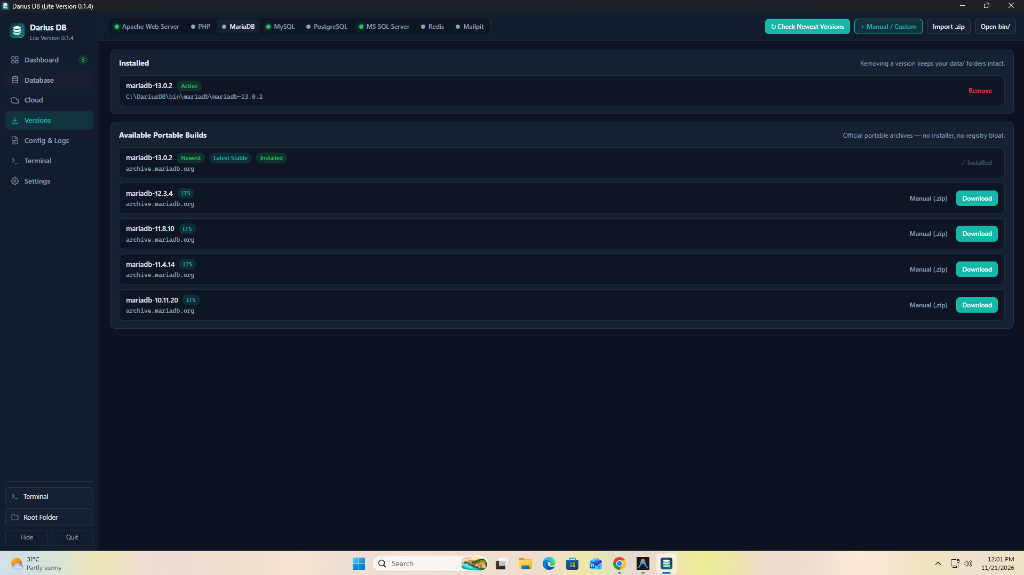 Darius DB (Lite Version 0.1.4)
Darius DB
Lite Version 0.1.4
Dashboard 3
Database
Cloud
Versions
Config & Logs
Terminal
Settings
Apache Web Server PHP MariaDB MySQL PostgreSQL MS SQL Server Redis Mailpit
↻ Check Newest Versions + Manual / Custom Import .zip Open bin/
Installed Removing a version keeps your data/ folders intact.
mariadb-13.0.2 Active
C:\DariusDB\bin\mariadb\mariadb-13.0.2 Remove
Available Portable Builds Official portable archives — no installer, no registry bloat.
mariadb-13.0.2 Newest Latest Stable Installed
archive.mariadb.org ✓ Installed
mariadb-12.3.4 LTS
archive.mariadb.org Manual (.zip) Download
mariadb-11.8.10 LTS
archive.mariadb.org Manual (.zip) Download
mariadb-11.4.14 LTS
archive.mariadb.org Manual (.zip) Download
mariadb-10.11.20 LTS
archive.mariadb.org Manual (.zip) Download
>_ Terminal
Root Folder
Hide Quit
31°C
Partly sunny
Search
12:01 PM
11/21/2026